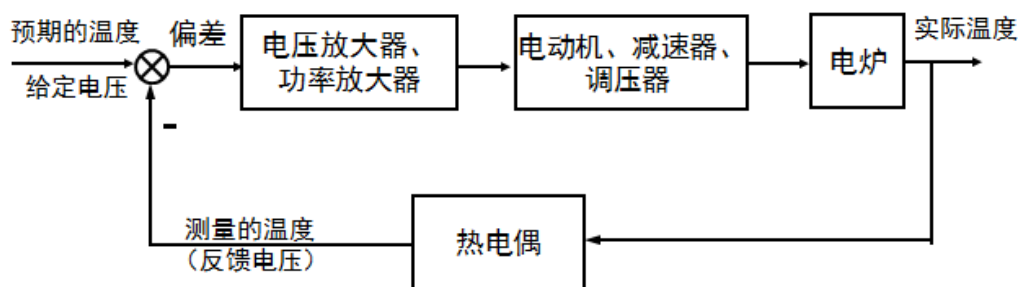 预期的温度
给定电压
偏差
电压放大器、
功率放大器
电动机、减速器、
调压器
电炉
实际温度
-
测量的温度
（反馈电压）
热电偶